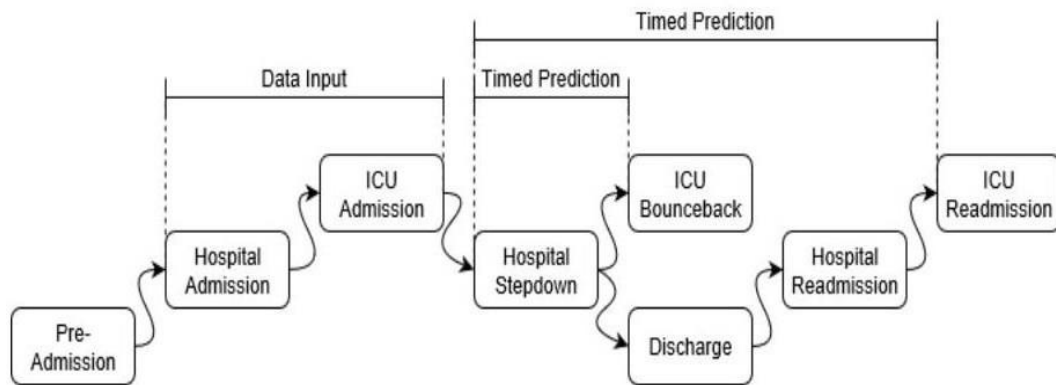 Timed Prediction
Data Input
Timed Prediction
ICU
Admission
ICU
Bounceback
ICU
Readmission
Hospital
Admission
Hospital
Stepdown
Hospital
Readmission
Pre-
Admission
Discharge